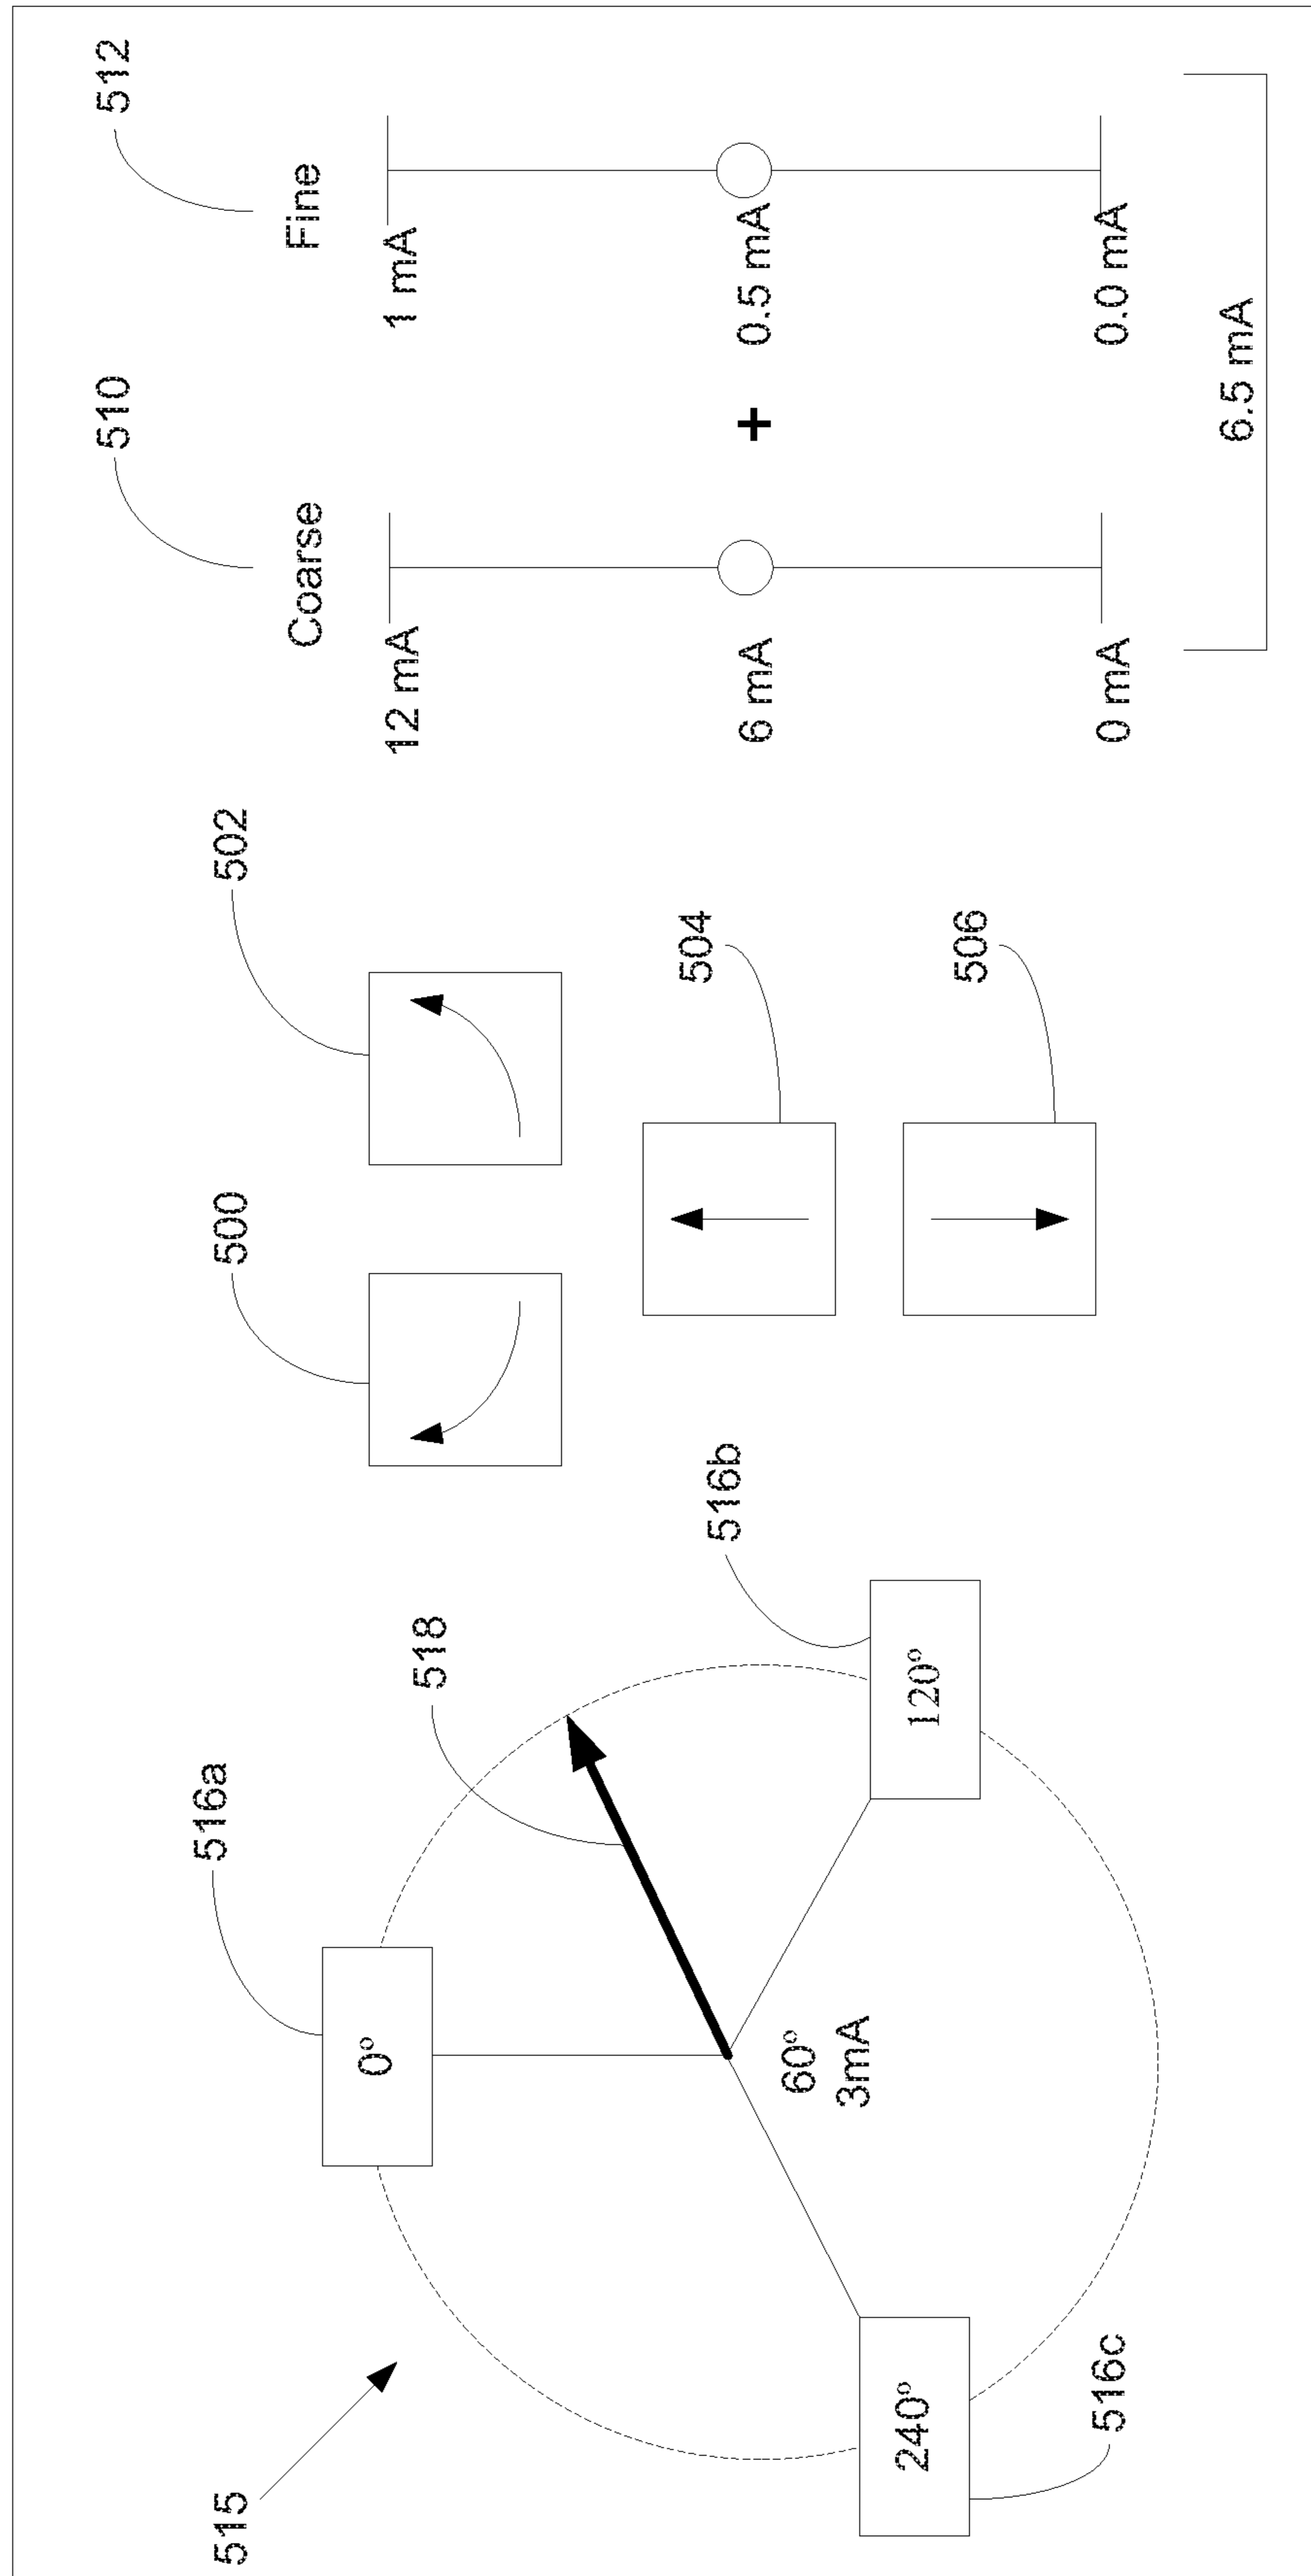 515
516a
0°
518
516b
120°
60°
3mA
240°
516c
500
502
504
506
510
512
Coarse
Fine
12 mA
1 mA
6 mA
+
0.5 mA
0 mA
0.0 mA
6.5 mA